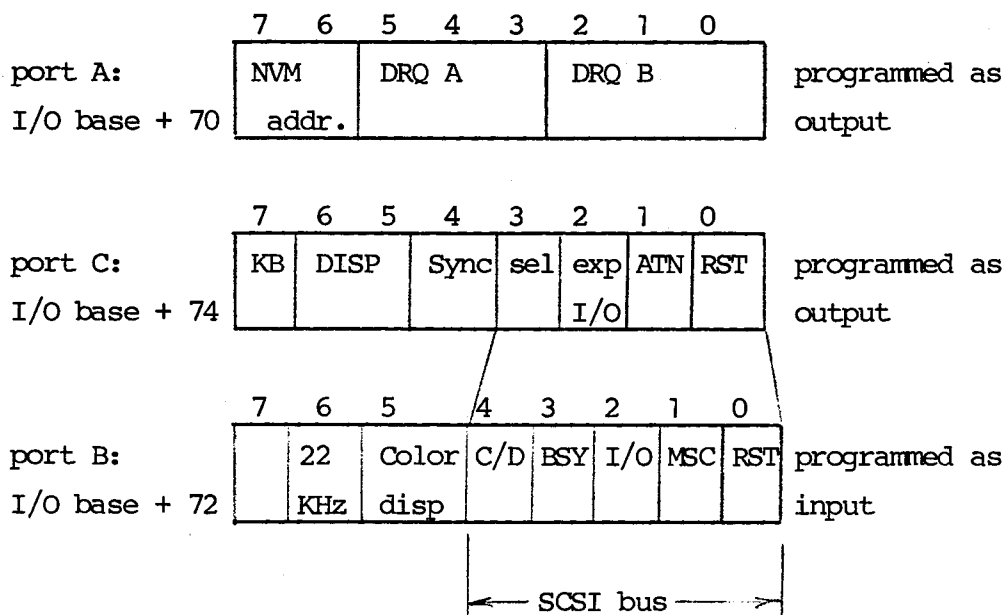 7 6 5 4 3 2 1 0
port A: NVM DRQ A DRQ B programmed as
I/O base + 70 addr. output
7 6 5 4 3 2 1 0
port C: KB DISP Sync sel exp ATN RST programmed as
I/O base + 74 I/O output
7 6 5 4 3 2 1 0
port B: 22 Color C/D BSY I/O MSC RST programmed as
I/O base + 72 KHz disp input
SCSI bus